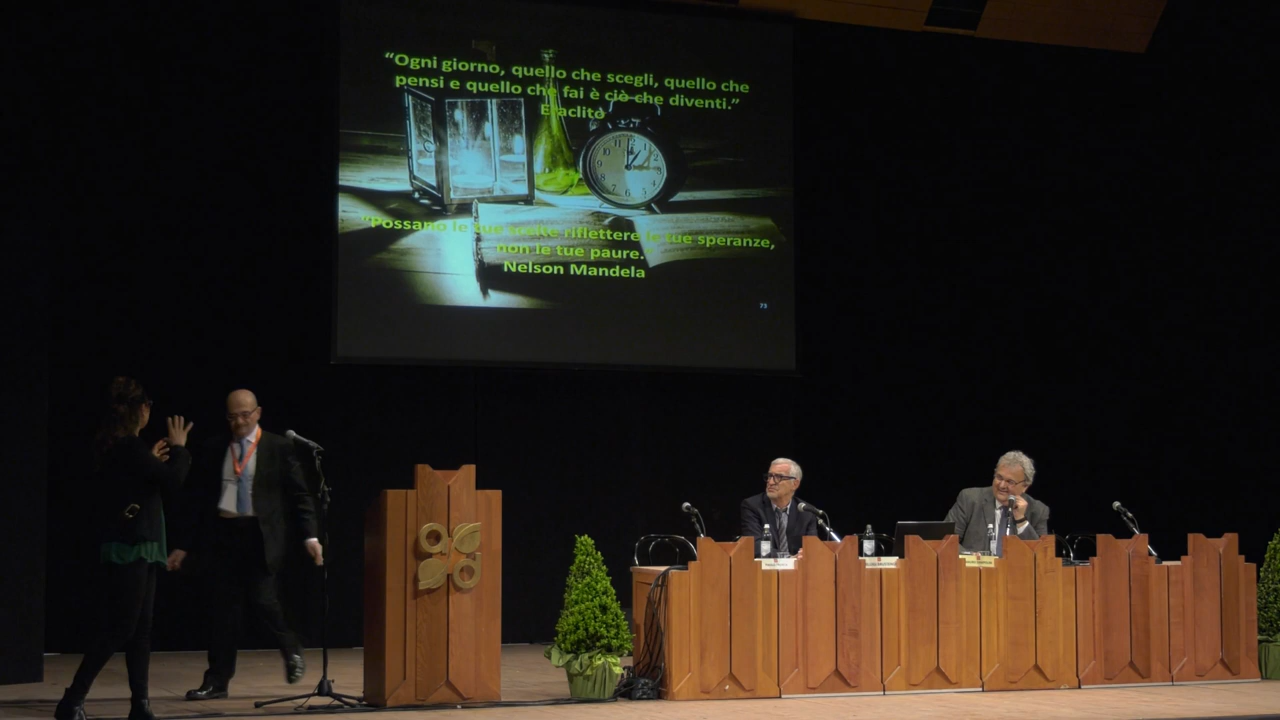 “Ogni giorno, quello che scegli, quello che
pensi e quello che fai è ciò che diventi.”
Eraclito
“Possano le tue scelte riflettere le tue speranze,
non le tue paure.”
Nelson Mandela